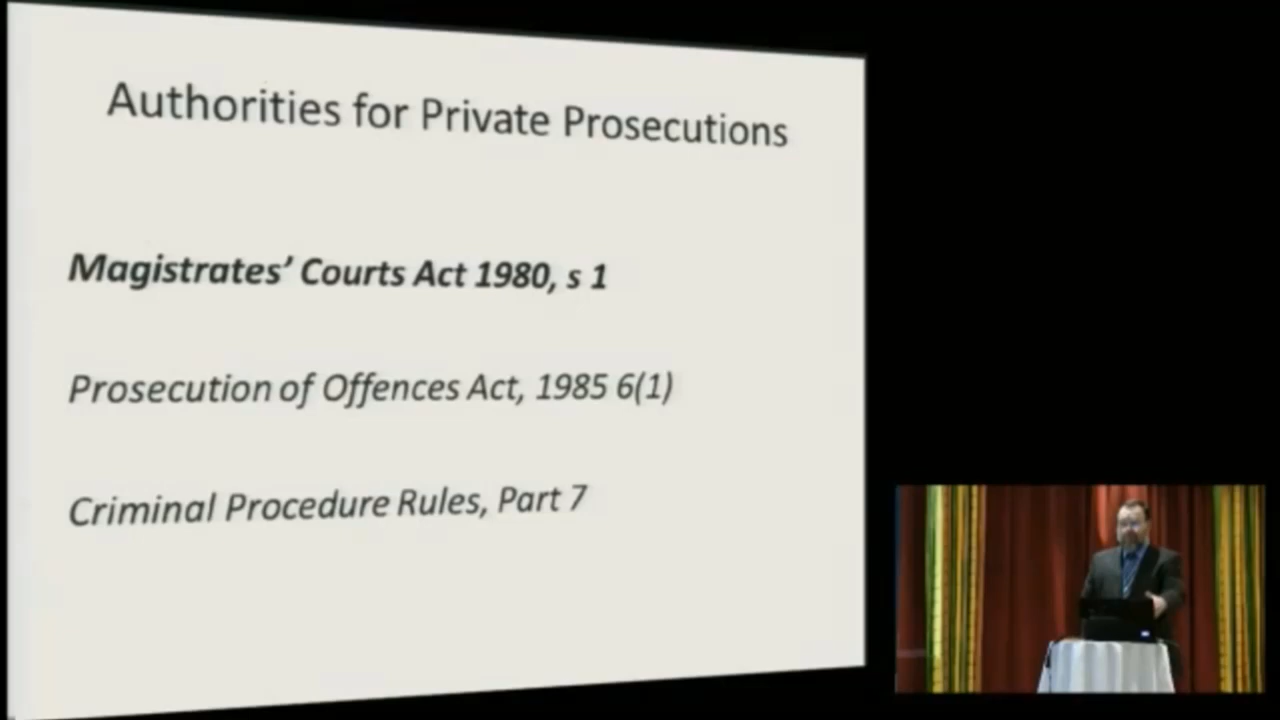 Authorities for Private Prosecutions
Magistrates’ Courts Act 1980, s 1
Prosecution of Offences Act, 1985 6(1)
Criminal Procedure Rules, Part 7